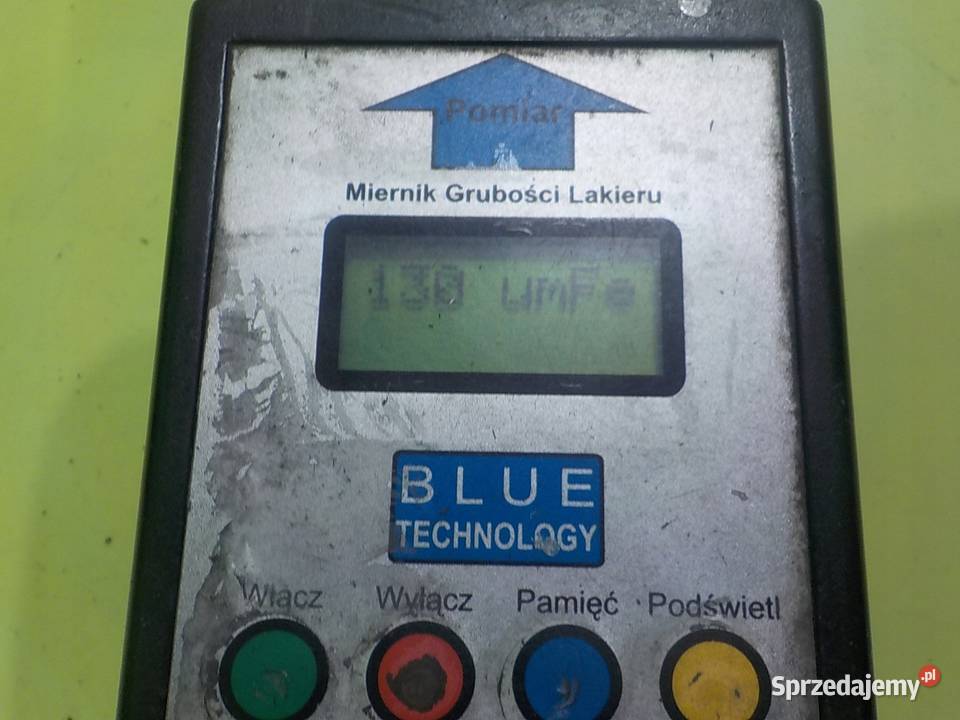 Pomiar
Miernik Grubości Lakieru
130 umFe
BLUE
TECHNOLOGY
Włącz Wyłącz Pamięć Podświetl
Sprzedajemy.pl